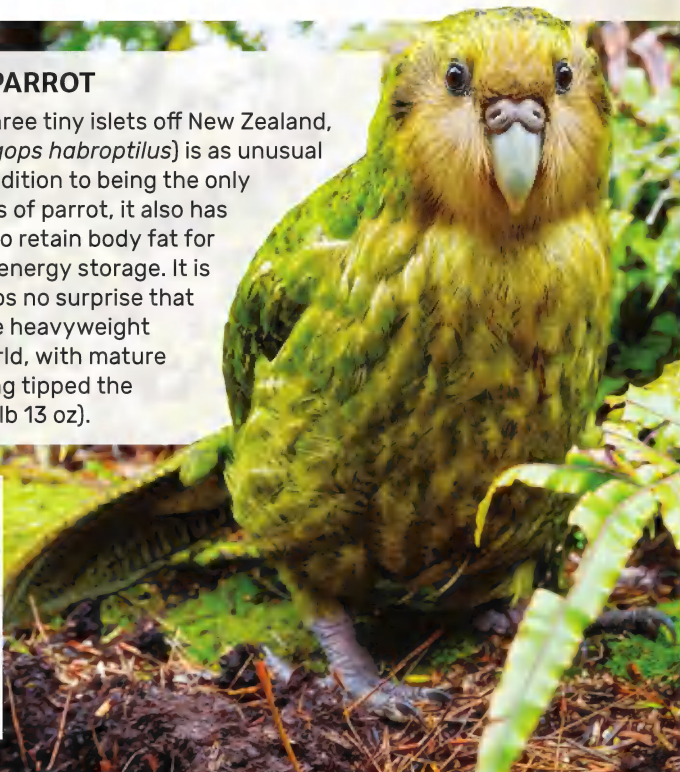 PARROT
ree tiny islets off New Zealand,
gops habroptilus) is as unusual
dition to being the only
s of parrot, it also has
o retain body fat for
energy storage. It is
os no surprise that
e heavyweight
rld, with mature
ng tipped the
lb 13 oz).